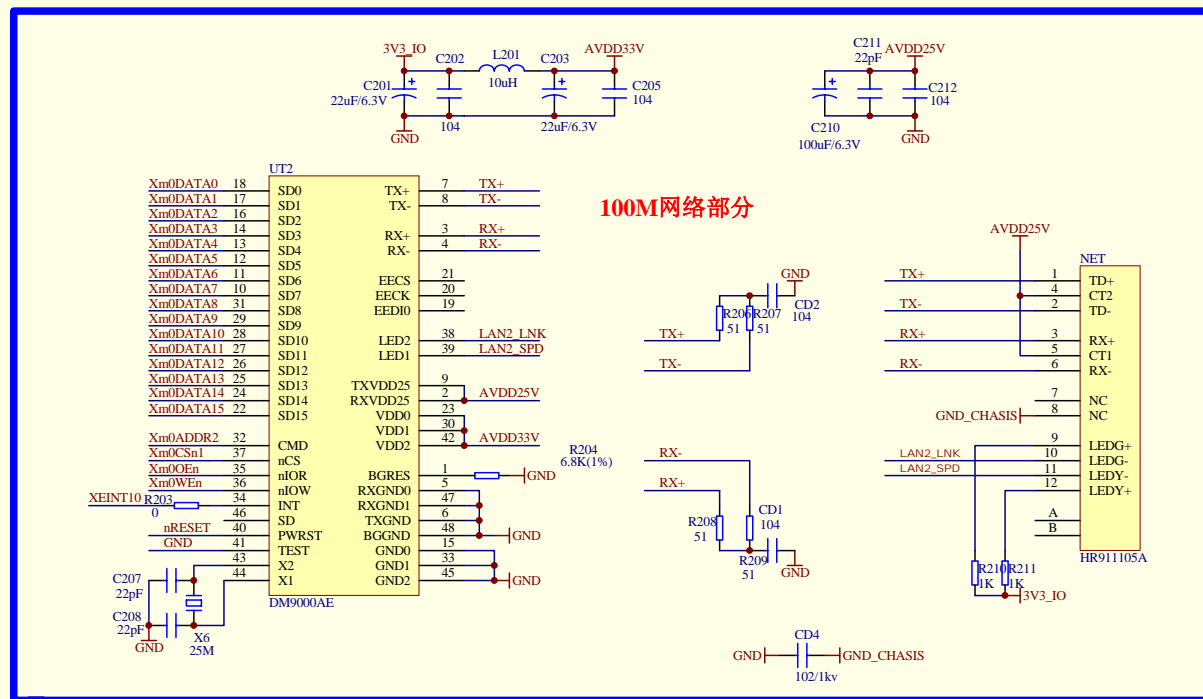 3V3_IO
C202
L201
C203
AVDD33V
C211
22pF
AVDD25V
C201
22uF/6.3V
10uH
C205
104
C212
104
104
22uF/6.3V
GND
C210
100uF/6.3V
GND
100M网络部分
UT2
Xm0DATA0 18 SD0
Xm0DATA1 17 SD1
Xm0DATA2 16 SD2
Xm0DATA3 14 SD3
Xm0DATA4 13 SD4
Xm0DATA5 12 SD5
Xm0DATA6 11 SD6
Xm0DATA7 10 SD7
Xm0DATA8 31 SD8
Xm0DATA9 29 SD9
Xm0DATA10 28 SD10
Xm0DATA11 27 SD11
Xm0DATA12 26 SD12
Xm0DATA13 25 SD13
Xm0DATA14 24 SD14
Xm0DATA15 22 SD15
Xm0ADDR2 32 CMD
Xm0CSn1 37 nCS
Xm0OEn 35 nIOR
Xm0WEn 36 nIOW
XEINT10 R203 34 INT
0
46 SD
nRESET 40 PWRST
GND 41 TEST
43 X2
44 X1
TX+ 7 TX+
TX- 8 TX-
RX+ 3 RX+
RX- 4 RX-
EECS 21
EECK 20
EEDI0 19
LED2 38 LAN2_LNK
LED1 39 LAN2_SPD
TXVDD25 9
RXVDD25 2 AVDD25V
VDD0 23
VDD1 30
VDD2 42 AVDD33V
BGRES 1 GND
RXGND0 5
RXGND1 47
TXGND 6
BGGND 48 GND
GND0 15
GND1 33
GND2 45 GND
DM9000AE
R204
6.8K(1%)
C207
22pF
C208
22pF
GND
X6
25M
GND
CD2
104
R206
51
R207
51
TX+
TX-
RX-
RX+
R208
51
CD1
104
R209
51
GND
AVDD25V
NET
TX+ 1 TD+
4 CT2
TX- 2 TD-
RX+ 3 RX+
5 CT1
RX- 6 RX-
7 NC
GND_CHASIS 8 NC
9 LEDG+
LAN2_LNK 10 LEDG-
LAN2_SPD 11 LEDY-
12 LEDY+
A
B
HR911105A
R210
1K
R211
1K
3V3_IO
CD4
GND GND_CHASIS
102/1kv